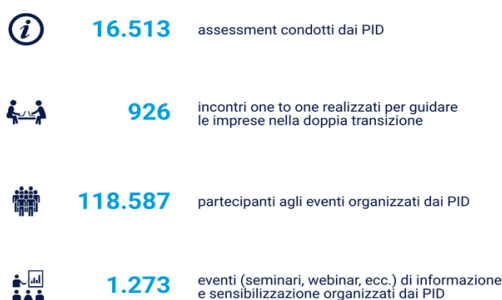 16.513 assessment condotti dai PID
926 incontri one to one realizzati per guidare
le imprese nella doppia transizione
118.587 partecipanti agli eventi organizzati dai PID
1.273 eventi (seminari, webinar, ecc.) di informazione
e sensibilizzazione organizzati dai PID